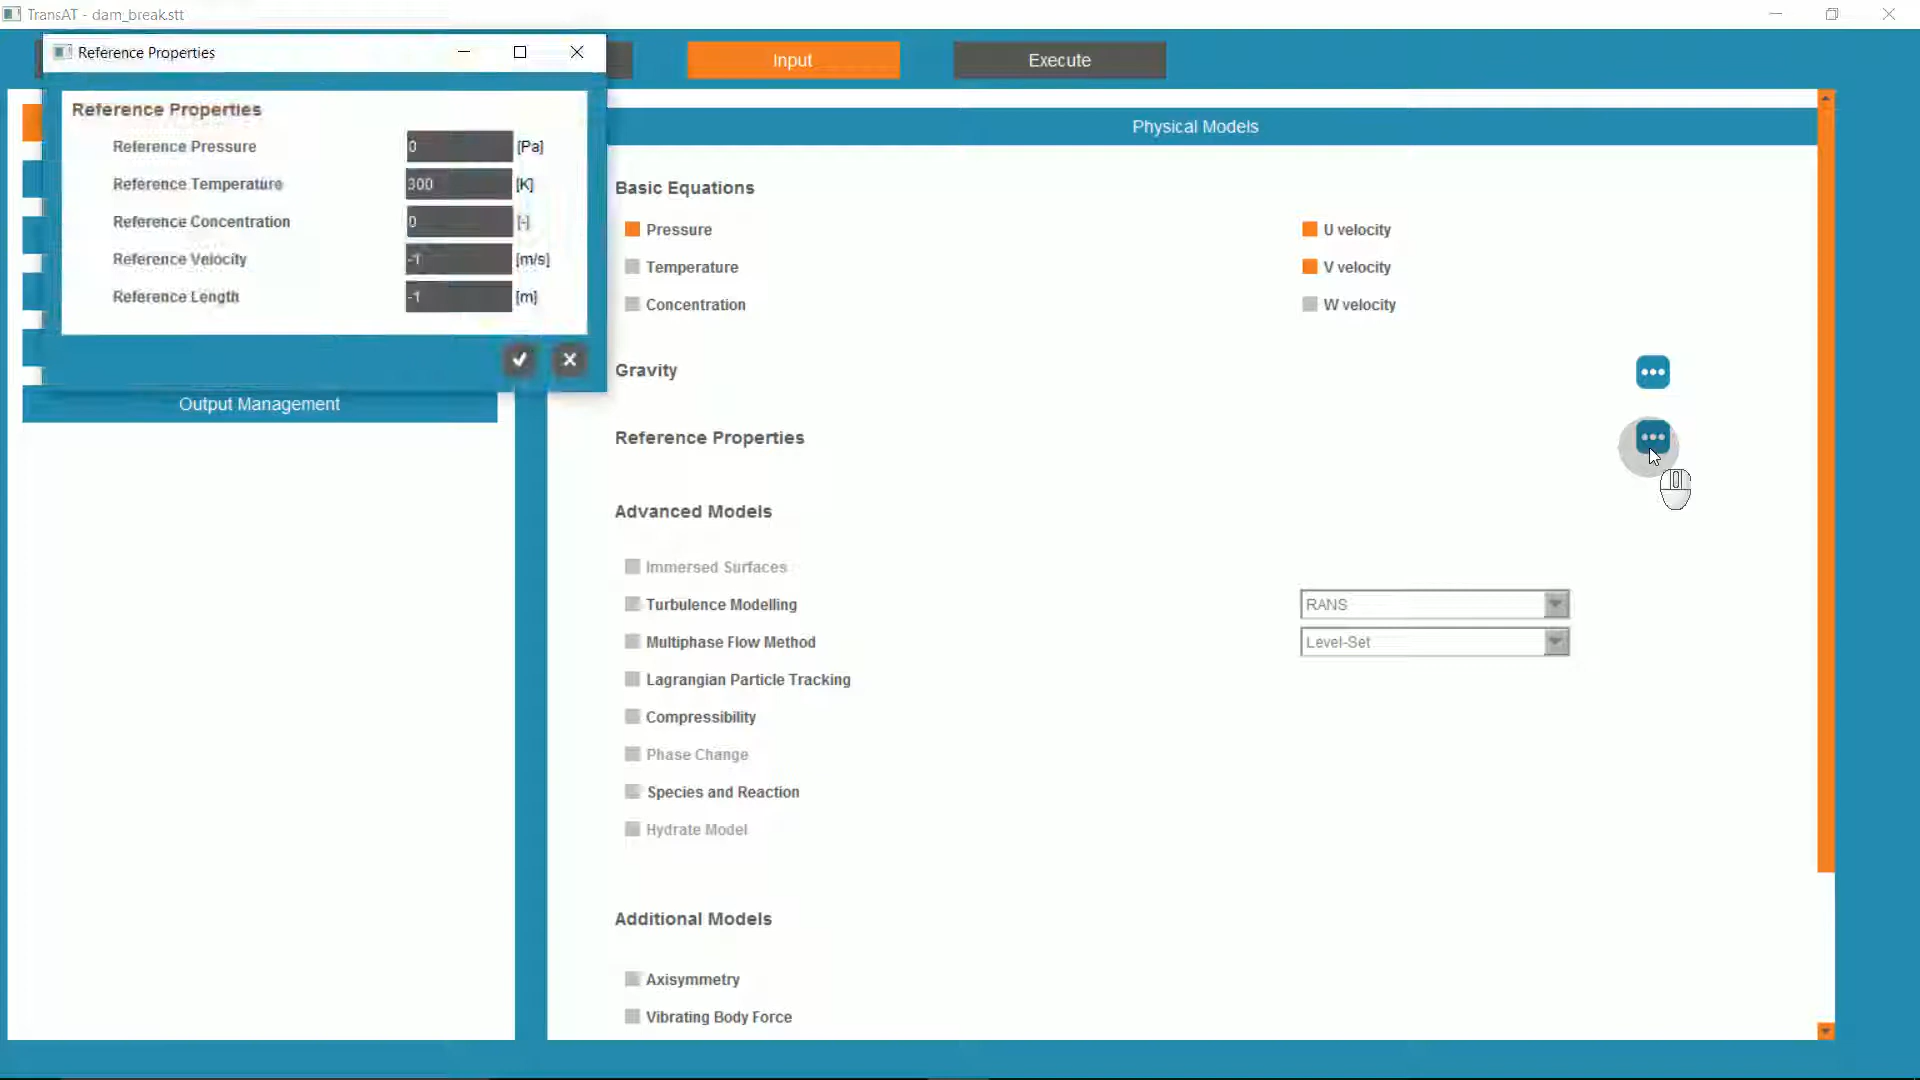 TransAT - dam_break.stt
Reference Properties
Input
Execute
Reference Properties
Reference Pressure 0 [Pa]
Reference Temperature 300 [K]
Reference Concentration 0 [-]
Reference Velocity -1 [m/s]
Reference Length -1 [m]
Output Management
Physical Models
Basic Equations
Pressure U velocity
Temperature V velocity
Concentration W velocity
Gravity
Reference Properties
Advanced Models
Immersed Surfaces
Turbulence Modelling RANS
Multiphase Flow Method Level-Set
Lagrangian Particle Tracking
Compressibility
Phase Change
Species and Reaction
Hydrate Model
Additional Models
Axisymmetry
Vibrating Body Force